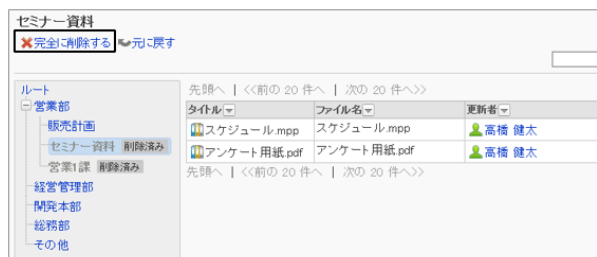 セミナー資料
完全に削除する 元に戻す
ルート
営業部
販売計画
セミナー資料 削除済み
営業1課 削除済み
経営管理部
開発本部
総務部
その他
先頭へ | <<前の 20 件へ | 次の 20 件へ>>
タイトル ファイル名 更新者
スケジュール.mpp スケジュール.mpp 高橋 健太
アンケート用紙.pdf アンケート用紙.pdf 高橋 健太
先頭へ | <<前の 20 件へ | 次の 20 件へ>>